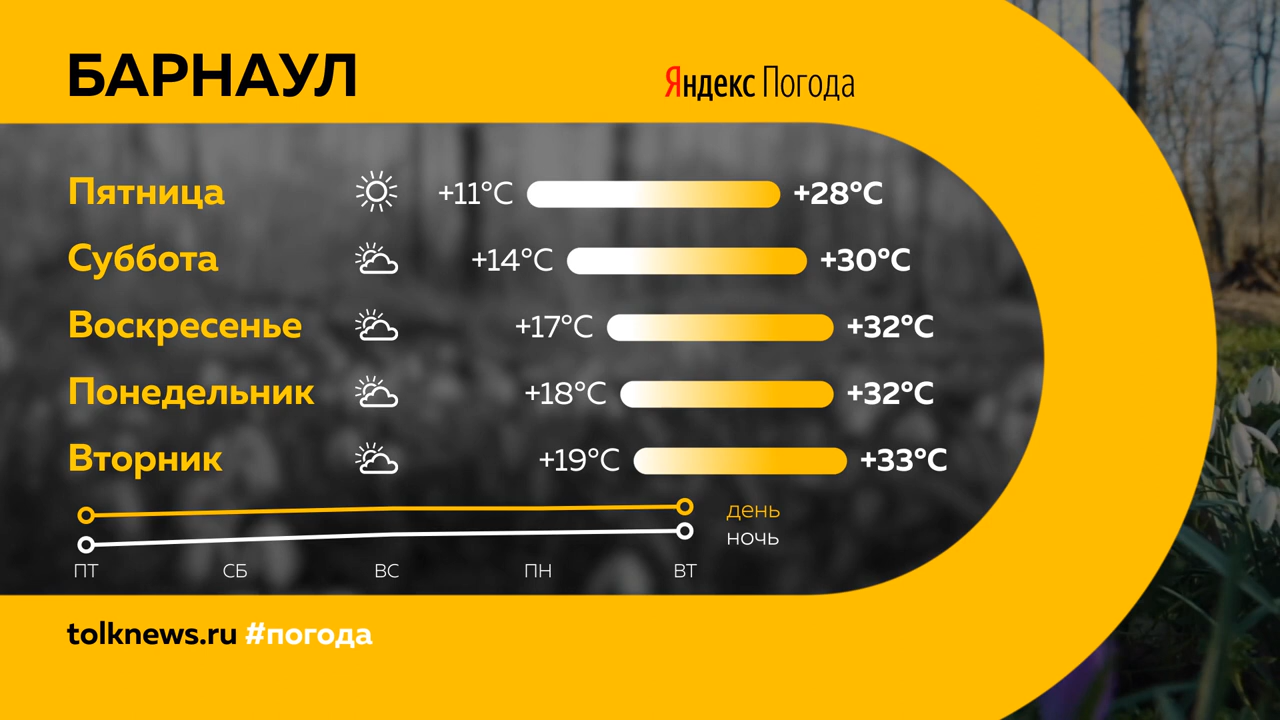 БАРНАУЛ
Яндекс Погода
Пятница +11°C +28°C
Суббота +14°C +30°C
Воскресенье +17°C +32°C
Понедельник +18°C +32°C
Вторник +19°C +33°C
день
ночь
ПТ СБ ВС ПН ВТ
tolknews.ru #погода